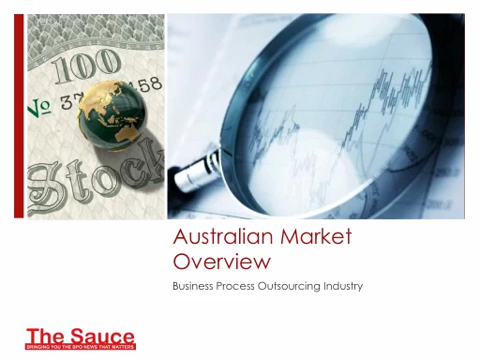 100
No 37 458
Stock
Australian Market
Overview
Business Process Outsourcing Industry
The Sauce
BRINGING YOU THE BPO NEWS THAT MATTERS